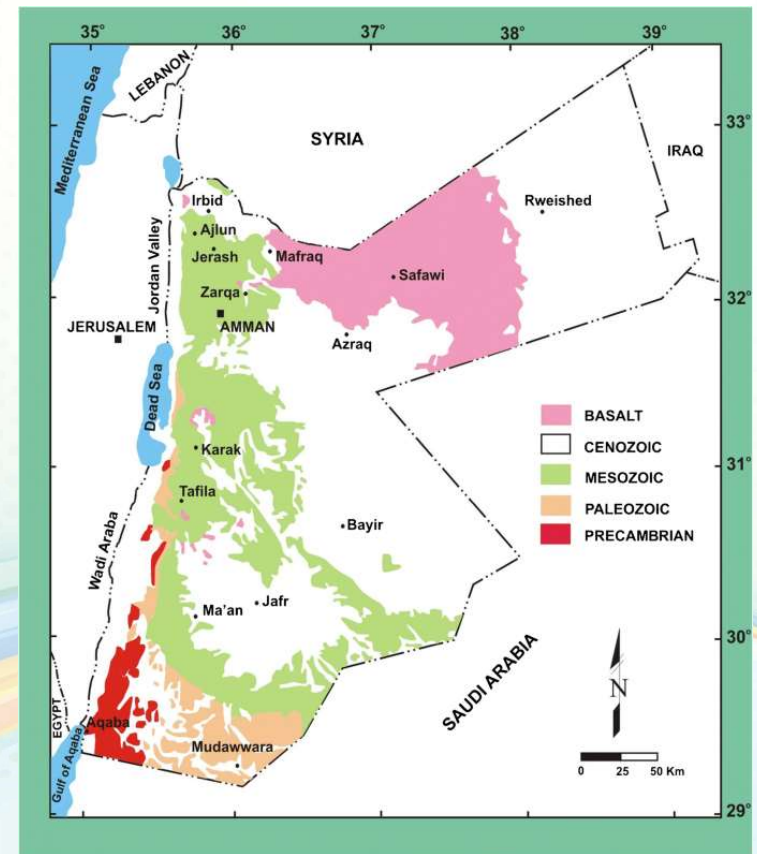 35°
36°
37°
38°
39°
Mediterranean Sea
LEBANON
SYRIA
33°
IRAQ
Rweished
Irbid
Ajlun
Jerash
Mafraq
Jordan Valley
Safawi
Zarqa
32°
JERUSALEM
AMMAN
Azraq
Dead Sea
BASALT
CENOZOIC
Karak
31°
MESOZOIC
Tafila
PALEOZOIC
Bayir
PRECAMBRIAN
Wadi Araba
Jafr
Ma'an
30°
SAUDI ARABIA
N
EGYPT
Aqaba
Mudawwara
Gulf of Aqaba
0 25 50 Km
29°